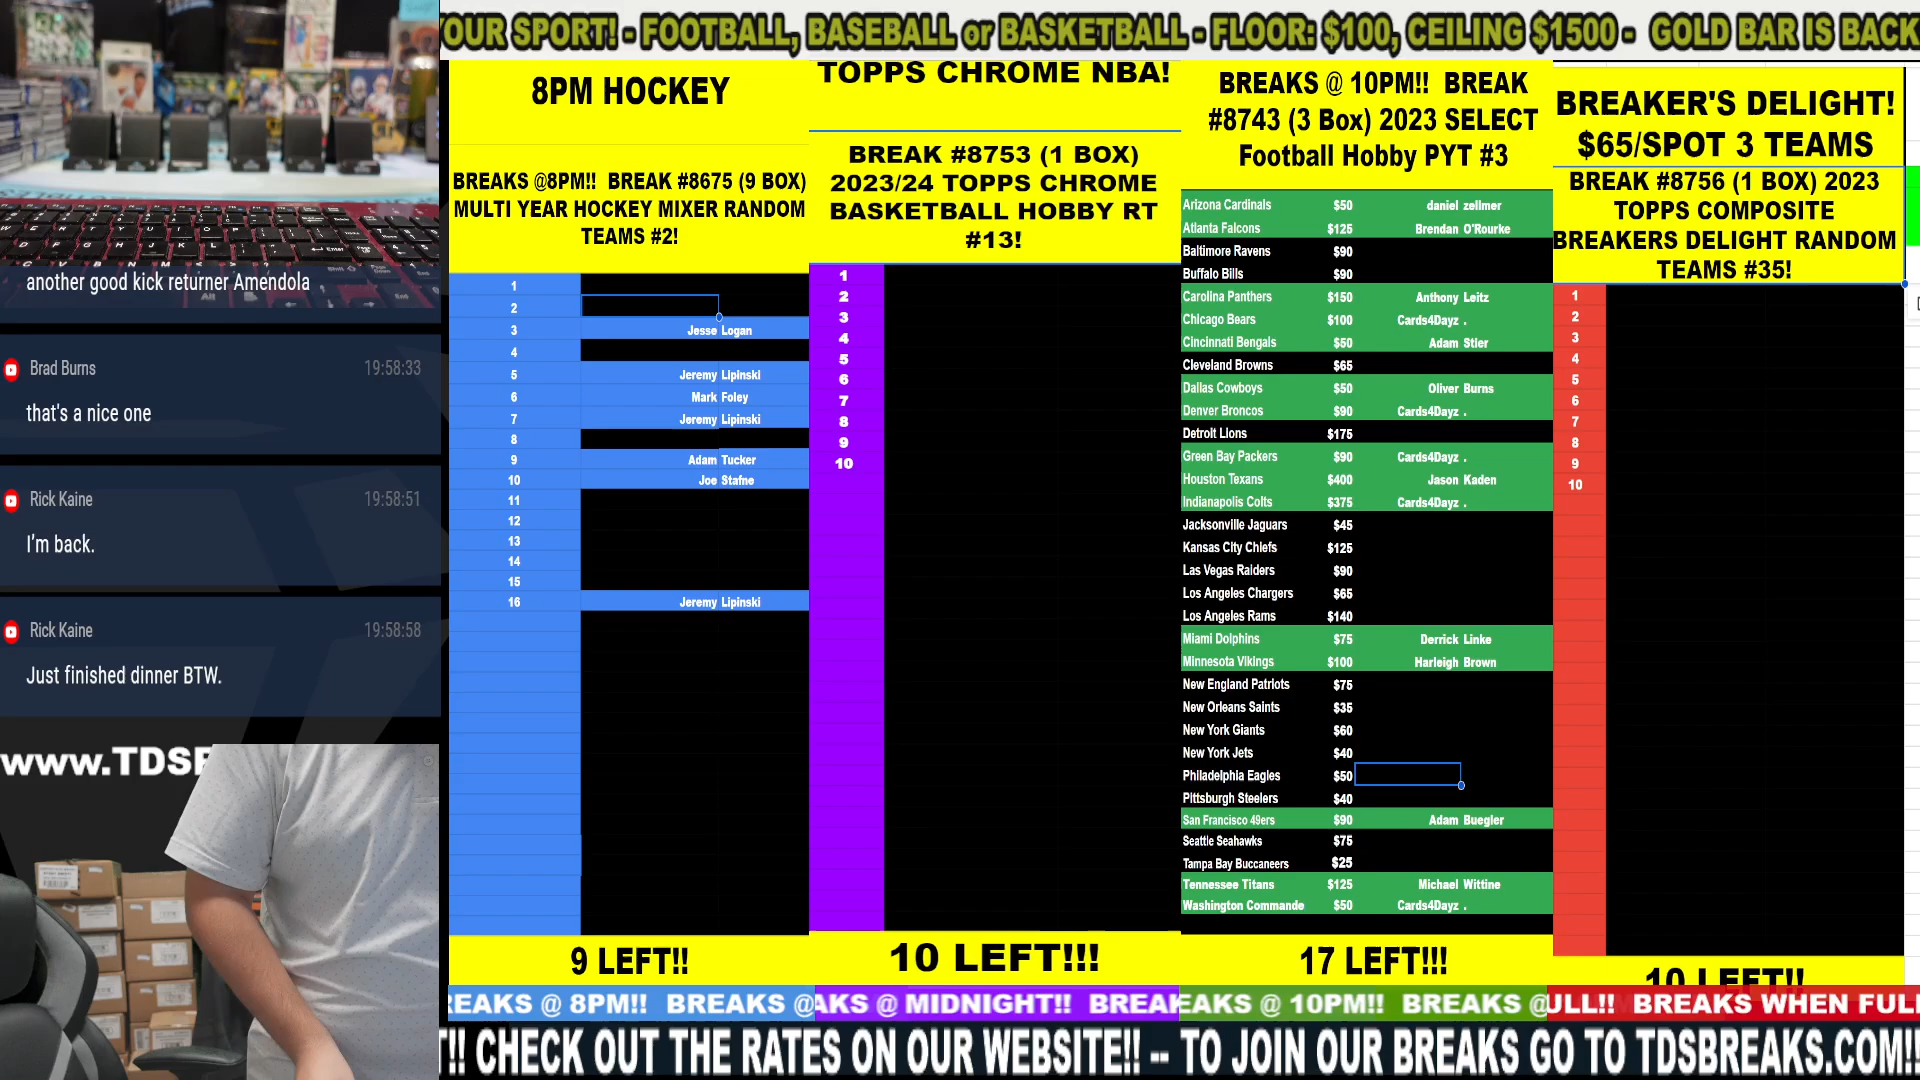 YOUR SPORT! - FOOTBALL, BASEBALL or BASKETBALL - FLOOR: $100, CEILING $1500 - GOLD BAR IS BACK
another good kick returner Amendola
Brad Burns 19:58:33
that's a nice one
Rick Kaine 19:58:51
I'm back.
Rick Kaine 19:58:58
Just finished dinner BTW.
www.TDSB
8PM HOCKEY
BREAKS @8PM!! BREAK #8675 (9 BOX)
MULTI YEAR HOCKEY MIXER RANDOM
TEAMS #2!
1
2
3 Jesse Logan
4
5 Jeremy Lipinski
6 Mark Foley
7 Jeremy Lipinski
8
9 Adam Tucker
10 Joe Stafne
11
12
13
14
15
16 Jeremy Lipinski
9 LEFT!!
TOPPS CHROME NBA!
BREAK #8753 (1 BOX)
2023/24 TOPPS CHROME
BASKETBALL HOBBY RT
#13!
1
2
3
4
5
6
7
8
9
10
10 LEFT!!!
BREAKS @ 10PM!! BREAK
#8743 (3 Box) 2023 SELECT
Football Hobby PYT #3
Arizona Cardinals $50 daniel zellmer
Atlanta Falcons $125 Brendan O'Rourke
Baltimore Ravens $90
Buffalo Bills $90
Carolina Panthers $150 Anthony Leitz
Chicago Bears $100 Cards4Dayz .
Cincinnati Bengals $50 Adam Stier
Cleveland Browns $65
Dallas Cowboys $50 Oliver Burns
Denver Broncos $90 Cards4Dayz .
Detroit Lions $175
Green Bay Packers $90 Cards4Dayz .
Houston Texans $400 Jason Kaden
Indianapolis Colts $375 Cards4Dayz .
Jacksonville Jaguars $45
Kansas City Chiefs $125
Las Vegas Raiders $90
Los Angeles Chargers $65
Los Angeles Rams $140
Miami Dolphins $75 Derrick Linke
Minnesota Vikings $100 Harleigh Brown
New England Patriots $75
New Orleans Saints $35
New York Giants $60
New York Jets $40
Philadelphia Eagles $50
Pittsburgh Steelers $40
San Francisco 49ers $90 Adam Buegler
Seattle Seahawks $75
Tampa Bay Buccaneers $25
Tennessee Titans $125 Michael Wittine
Washington Commande $50 Cards4Dayz .
17 LEFT!!!
BREAKER'S DELIGHT!
$65/SPOT 3 TEAMS
BREAK #8756 (1 BOX) 2023
TOPPS COMPOSITE
BREAKERS DELIGHT RANDOM
TEAMS #35!
1
2
3
4
5
6
7
8
9
10
10 LEFT!!
REAKS @ 8PM!! BREAKS @
AKS @ MIDNIGHT!! BREAK
EAKS @ 10PM!! BREAKS @
ULL!! BREAKS WHEN FULL
T!! CHECK OUT THE RATES ON OUR WEBSITE!! -- TO JOIN OUR BREAKS GO TO TDSBREAKS.COM!!